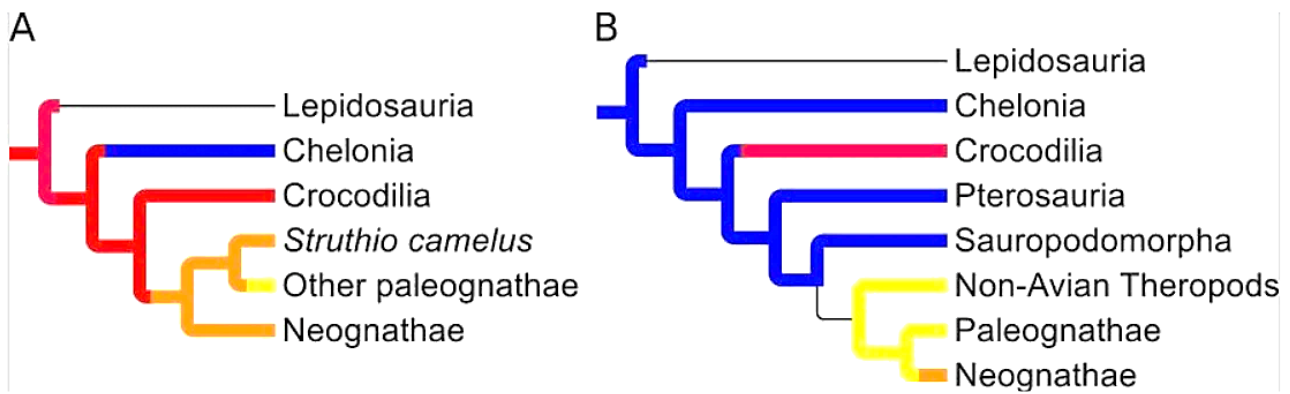 A
Lepidosauria
Chelonia
Crocodilia
Struthio camelus
Other paleognathae
Neognathae
B
Lepidosauria
Chelonia
Crocodilia
Pterosauria
Sauropodomorpha
Non-Avian Theropods
Paleognathae
Neognathae